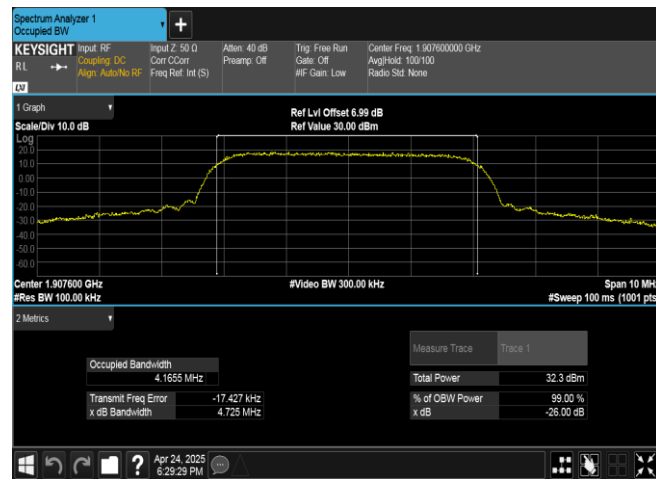 Spectrum Analyzer 1
Occupied BW
+
KEYSIGHT Input: RF Input Z: 50 Ω Atten: 40 dB Trig: Free Run Center Freq: 1.907600000 GHz
RL Coupling: DC Corr CCorr Preamp: Off Gate: Off Avg|Hold: 100/100
Align: Auto/No RF Freq Ref: Int (S) #IF Gain: Low Radio Std: None
LXI
1 Graph
Ref Lvl Offset 6.99 dB
Scale/Div 10.0 dB Ref Value 30.00 dBm
Log
20.0
10.0
0.00
-10.0
-20.0
-30.0
-40.0
-50.0
-60.0
Center 1.907600 GHz #Video BW 300.00 kHz Span 10 MHz
#Res BW 100.00 kHz #Sweep 100 ms (1001 pts
2 Metrics
Measure Trace Trace 1
Occupied Bandwidth
4.1655 MHz Total Power 32.3 dBm
Transmit Freq Error -17.427 kHz % of OBW Power 99.00 %
x dB Bandwidth 4.725 MHz x dB -26.00 dB
? Apr 24, 2025
6:29:29 PM